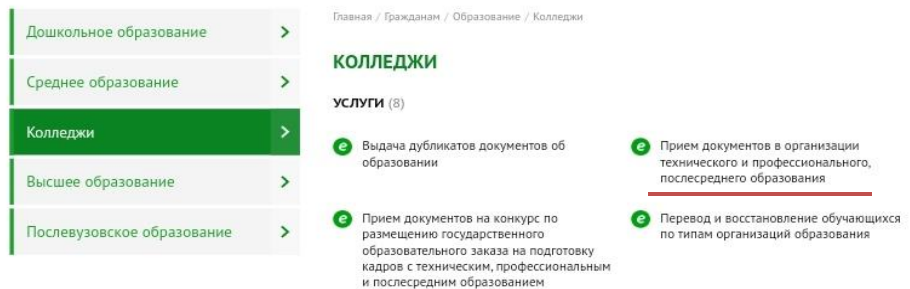 Дошкольное образование
Среднее образование
Колледжи
Высшее образование
Послевузовское образование
Главная / Гражданам / Образование / Колледжи
КОЛЛЕДЖИ
УСЛУГИ (8)
Выдача дубликатов документов об
образовании
Прием документов в организации
технического и профессионального,
послесреднего образования
Прием документов на конкурс по
размещению государственного
образовательного заказа на подготовку
кадров с техническим, профессиональным
и послесредним образованием
Перевод и восстановление обучающихся
по типам организаций образования